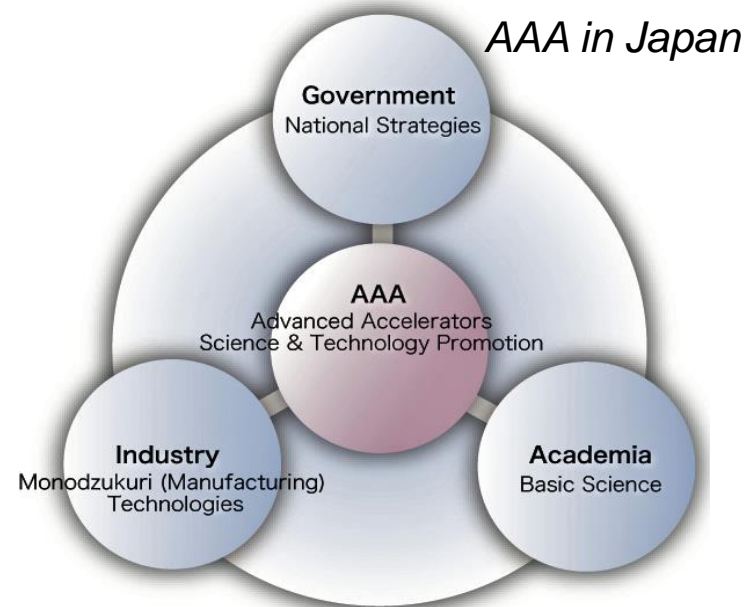 AAA in Japan
Government
National Strategies
AAA
Advanced Accelerators
Science & Technology Promotion
Industry
Monodzukuri (Manufacturing)
Technologies
Academia
Basic Science